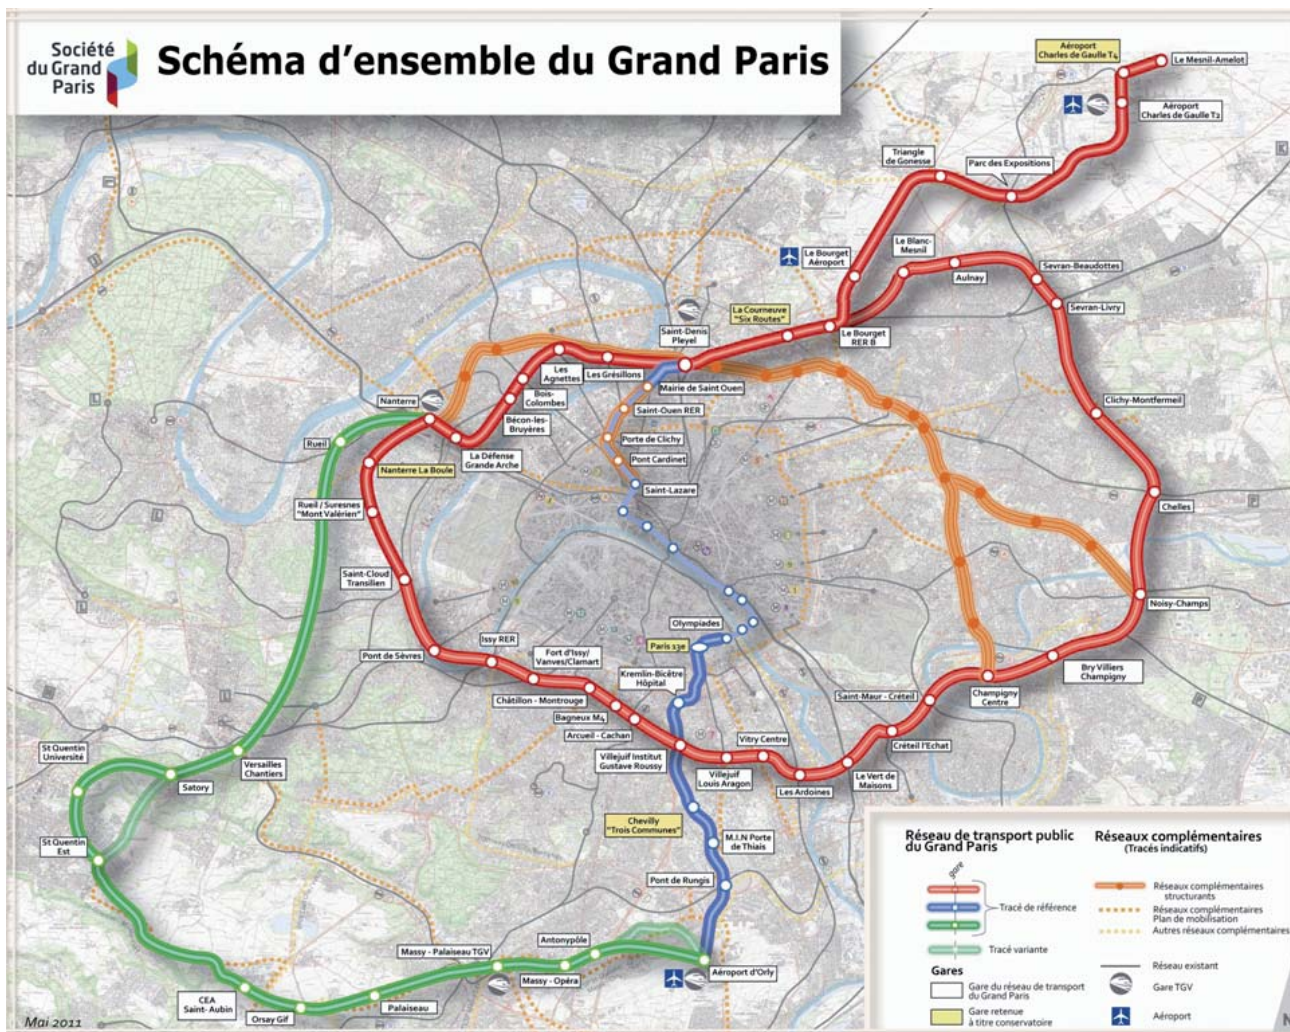 Société
du Grand
Paris
Schéma d'ensemble du Grand Paris
Aéroport
Charles de Gaulle T4
Le Mesnil-Amelot
Aéroport
Charles de Gaulle T2
Triangle
de Gonesse
Parc des Expositions
Le Bourget
Aéroport
Le Blanc-
Mesnil
Aulnay
Sevran-Beaudottes
Sevran-Livry
La Courneuve
"Six Routes"
Saint-Denis
Pleyel
Le Bourget
RER B
Les
Agnettes
Les Grésillons
Mairie de Saint Ouen
Bois-
Colombes
Nanterre
Saint-Ouen RER
Clichy-Montfermeil
Bécon-les-
Bruyères
Rueil
Porte de Clichy
La Défense
Grande Arche
Pont Cardinet
Nanterre La Boule
Saint-Lazare
Rueil / Suresnes
"Mont Valérien"
Chelles
Saint-Cloud
Transilien
Noisy-Champs
Olympiades
Issy RER
Paris 13e
Pont de Sèvres
Fort d'Issy/
Vanves/Clamart
Kremlin-Bicêtre
Hôpital
Bry Villiers
Champigny
Champigny
Centre
Châtillon - Montrouge
Saint-Maur - Créteil
Bagneux M4
Arcueil - Cachan
Vitry Centre
Créteil l'Echat
St Quentin
Université
Versailles
Chantiers
Villejuif Institut
Gustave Roussy
Villejuif
Louis Aragon
Le Vert de
Maisons
Satory
Les Ardoines
Chevilly
"Trois Communes"
St Quentin
Est
M.I.N Porte
de Thiais
Pont de Rungis
Antonypôle
Massy - Palaiseau TGV
Massy - Opéra
Aéroport d'Orly
CEA
Saint-Aubin
Orsay Gif
Palaiseau
Mai 2011
Réseau de transport public
du Grand Paris
gare
Tracé de référence
Tracé variante
Gares
Gare du réseau de transport
du Grand Paris
Gare retenue
à titre conservatoire
Réseaux complémentaires
(Tracés indicatifs)
Réseaux complémentaires
structurants
Réseaux complémentaires
Plan de mobilisation
Autres réseaux complémentaires
Réseau existant
Gare TGV
Aéroport
N